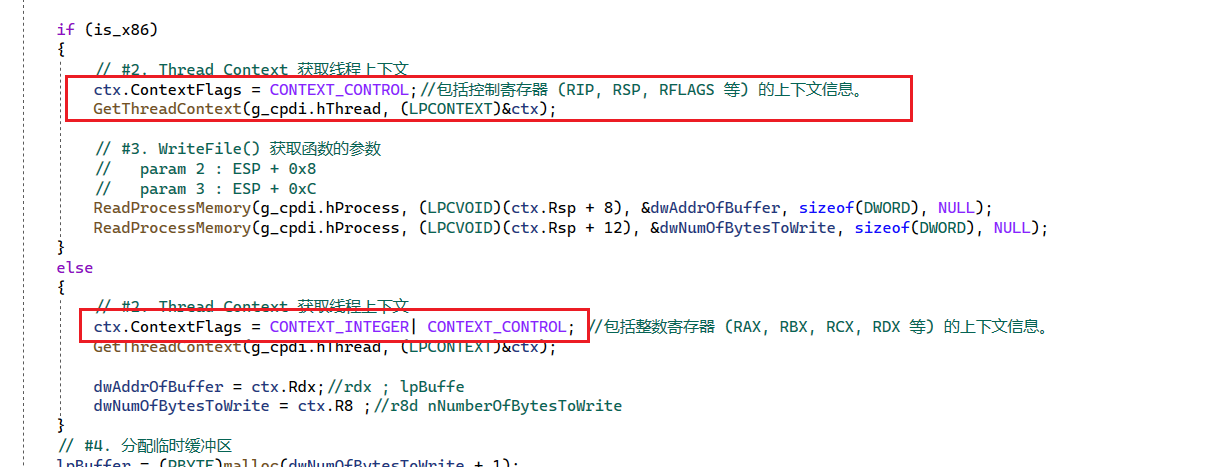 if (is_x86)
{
// #2. Thread Context 获取线程上下文
ctx.ContextFlags = CONTEXT_CONTROL;//包括控制寄存器 (RIP, RSP, RFLAGS 等) 的上下文信息。
GetThreadContext(g_cpdi.hThread, (LPCONTEXT)&ctx);
// #3. WriteFile() 获取函数的参数
//   param 2 : ESP + 0x8
//   param 3 : ESP + 0xC
ReadProcessMemory(g_cpdi.hProcess, (LPCVOID)(ctx.Rsp + 8), &dwAddrOfBuffer, sizeof(DWORD), NULL);
ReadProcessMemory(g_cpdi.hProcess, (LPCVOID)(ctx.Rsp + 12), &dwNumOfBytesToWrite, sizeof(DWORD), NULL);
}
else
{
// #2. Thread Context 获取线程上下文
ctx.ContextFlags = CONTEXT_INTEGER| CONTEXT_CONTROL; //包括整数寄存器 (RAX, RBX, RCX, RDX 等) 的上下文信息。
GetThreadContext(g_cpdi.hThread, (LPCONTEXT)&ctx);
dwAddrOfBuffer = ctx.Rdx;//rdx ; lpBuffe
dwNumOfBytesToWrite = ctx.R8 ;//r8d nNumberOfBytesToWrite
}
// #4. 分配临时缓冲区
lpBuffer = (PBYTE)malloc(dwNumOfBytesToWrite + 1);